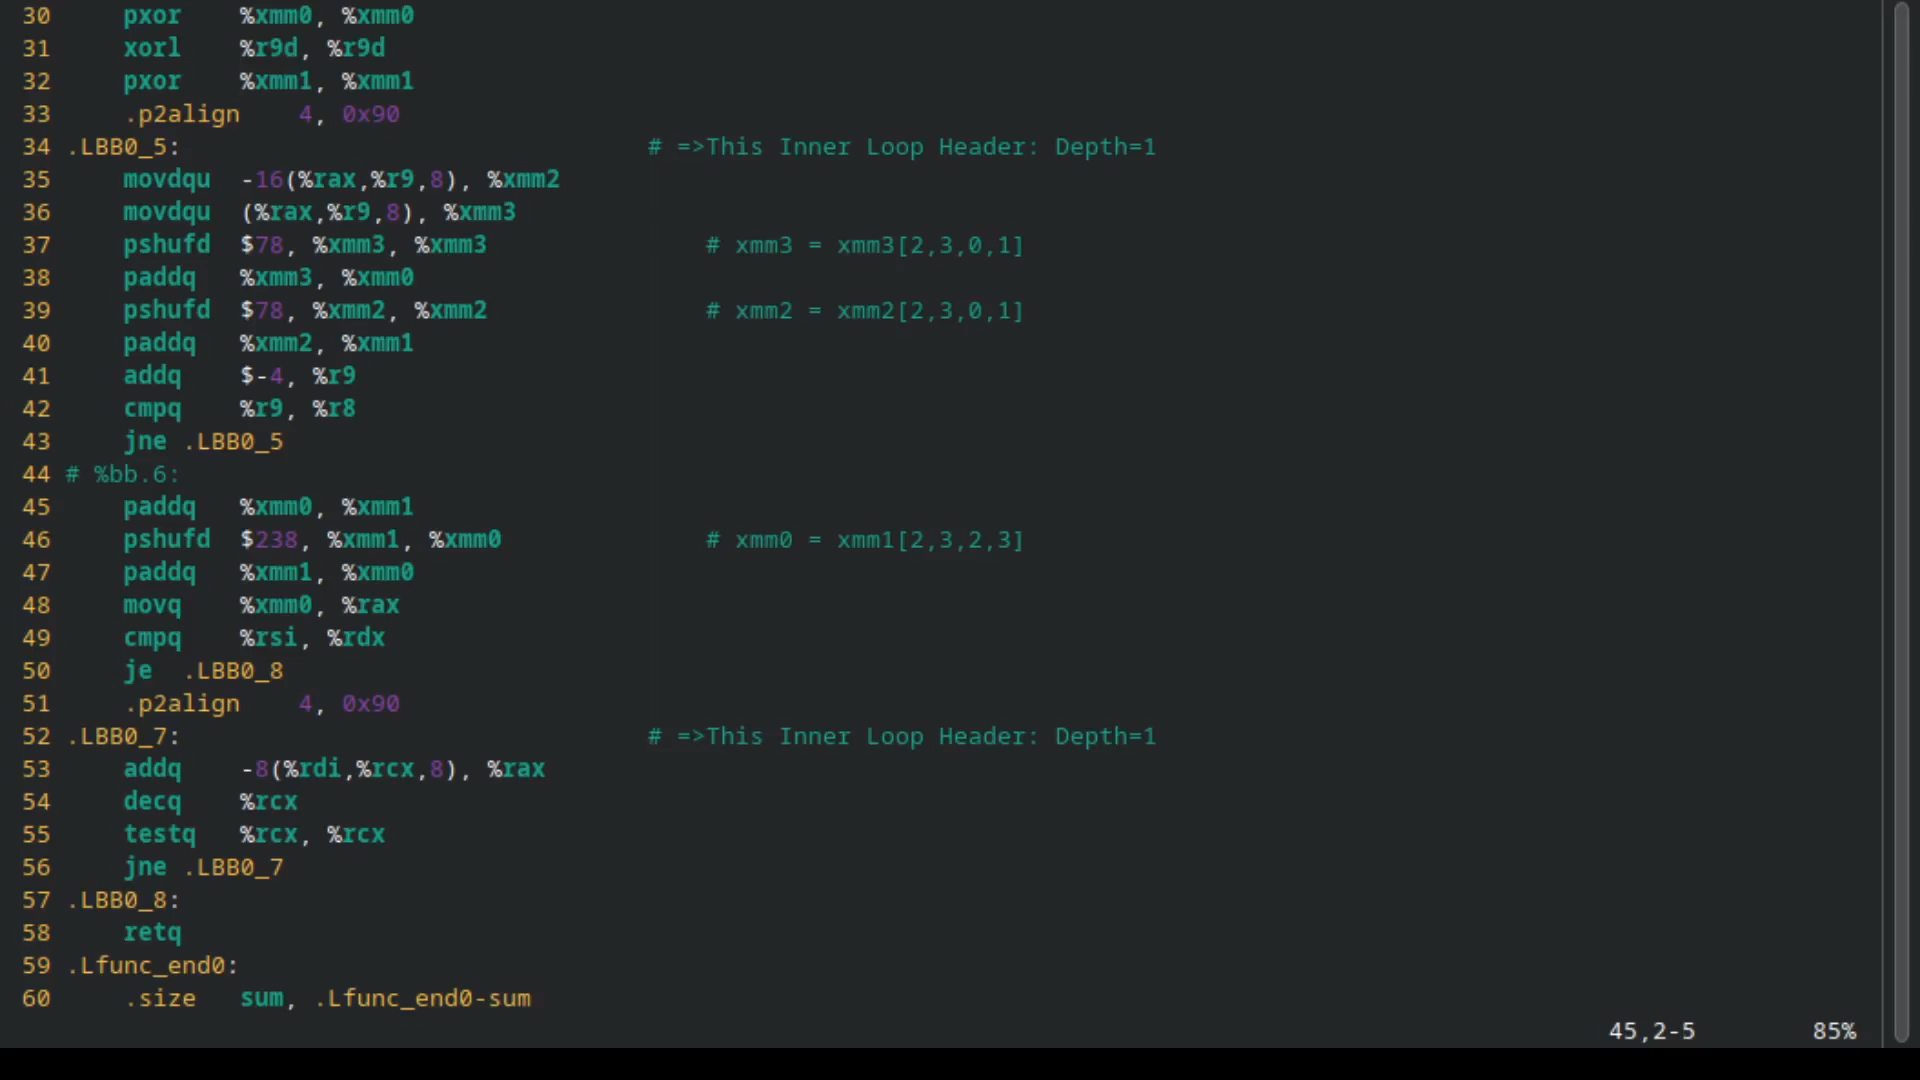 30     pxor    %xmm0, %xmm0
31     xorl    %r9d, %r9d
32     pxor    %xmm1, %xmm1
33     .p2align    4, 0x90
34 .LBB0_5:                                # =>This Inner Loop Header: Depth=1
35     movdqu  -16(%rax,%r9,8), %xmm2
36     movdqu  (%rax,%r9,8), %xmm3
37     pshufd  $78, %xmm3, %xmm3               # xmm3 = xmm3[2,3,0,1]
38     paddq   %xmm3, %xmm0
39     pshufd  $78, %xmm2, %xmm2               # xmm2 = xmm2[2,3,0,1]
40     paddq   %xmm2, %xmm1
41     addq    $-4, %r9
42     cmpq    %r9, %r8
43     jne .LBB0_5
44 # %bb.6:
45     paddq   %xmm0, %xmm1
46     pshufd  $238, %xmm1, %xmm0              # xmm0 = xmm1[2,3,2,3]
47     paddq   %xmm1, %xmm0
48     movq    %xmm0, %rax
49     cmpq    %rsi, %rdx
50     je  .LBB0_8
51     .p2align    4, 0x90
52 .LBB0_7:                                # =>This Inner Loop Header: Depth=1
53     addq    -8(%rdi,%rcx,8), %rax
54     decq    %rcx
55     testq   %rcx, %rcx
56     jne .LBB0_7
57 .LBB0_8:
58     retq
59 .Lfunc_end0:
60     .size   sum, .Lfunc_end0-sum
45,2-5        85%